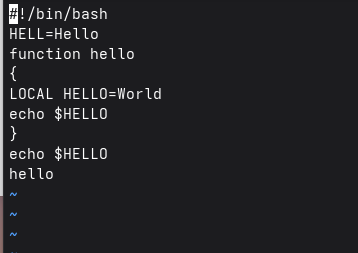 #!/bin/bash
HELL=Hello
function hello
{
LOCAL HELLO=World
echo $HELLO
}
echo $HELLO
hello
~
~
~
~